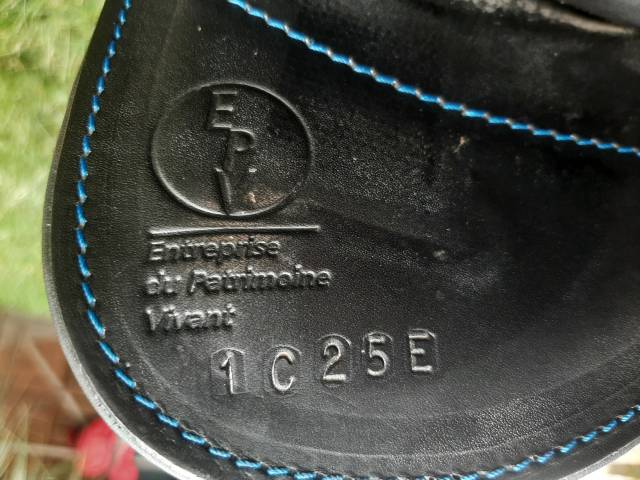 EPV
Entreprise
du Patrimoine
Vivant
1C25E